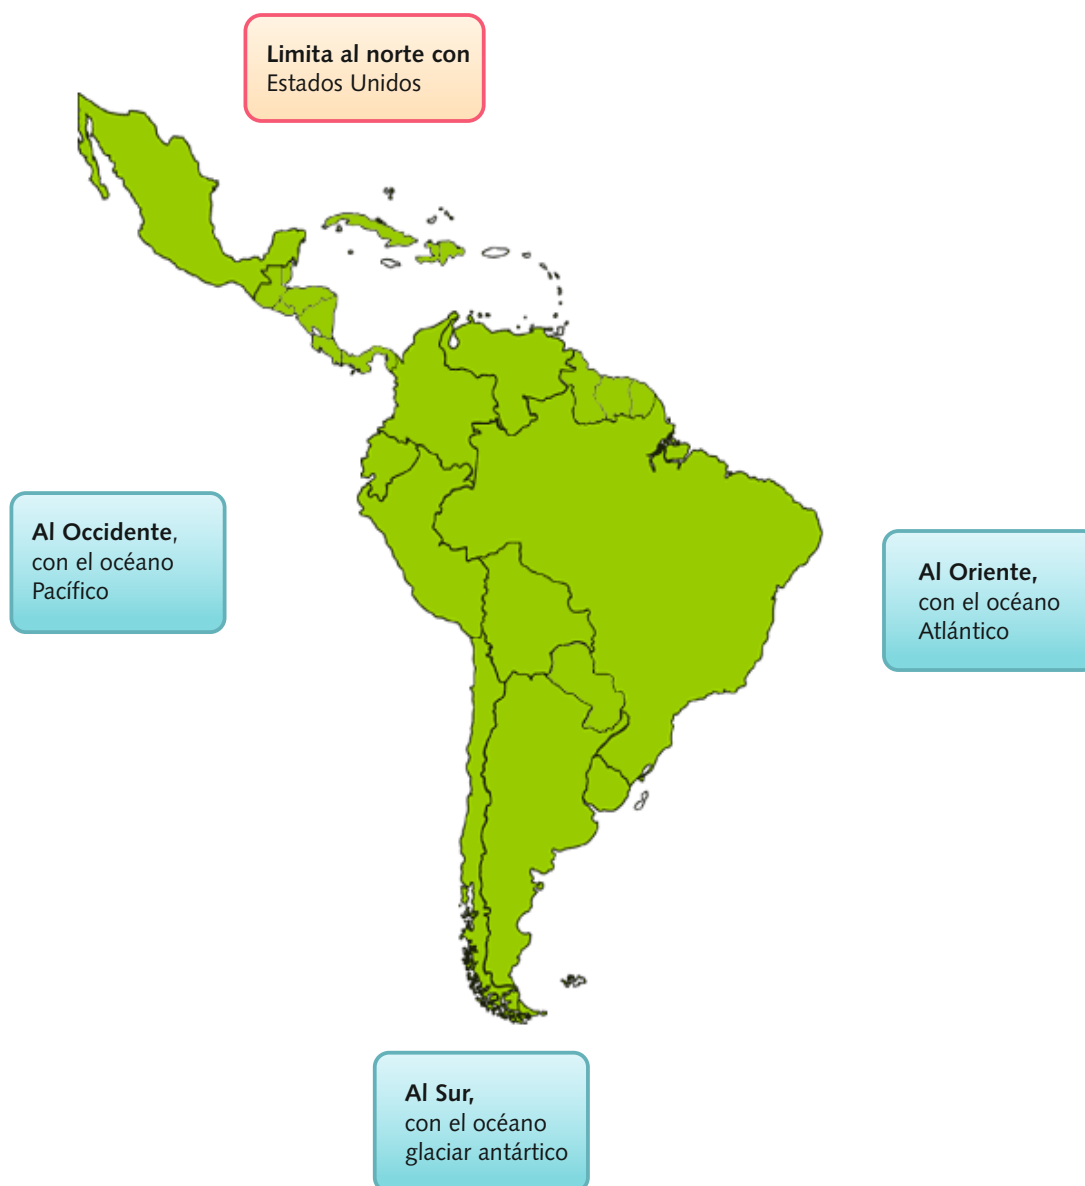 Limita al norte con
Estados Unidos
Al Occidente,
con el océano
Pacífico
Al Oriente,
con el océano
Atlántico
Al Sur,
con el océano
glaciar antártico